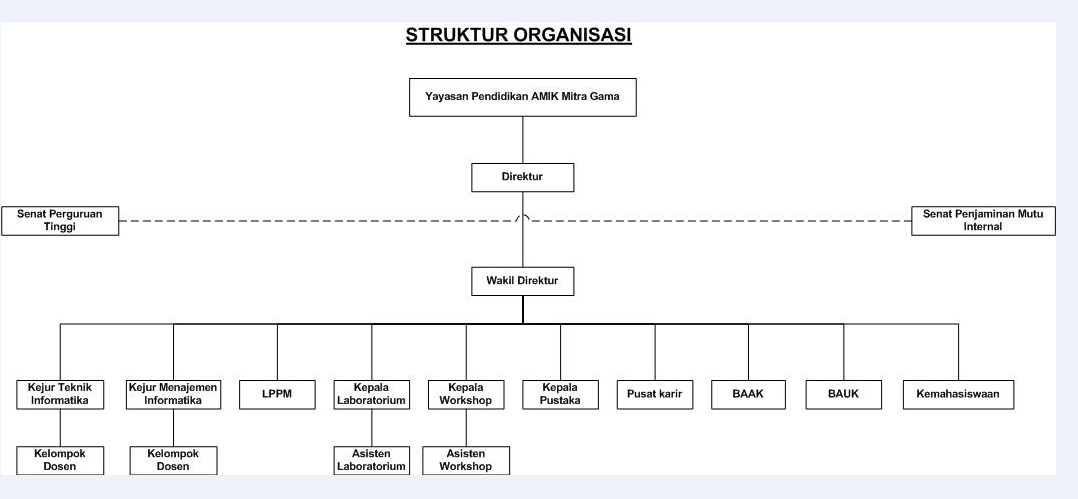 STRUKTUR ORGANISASI
Yayasan Pendidikan AMIK Mitra Gama
Direktur
Senat Perguruan
Tinggi
Senat Penjaminan Mutu
Internal
Wakil Direktur
Kejur Teknik
Informatika
Kejur Menajemen
Informatika
LPPM
Kepala
Laboratorium
Kepala
Workshop
Kepala
Pustaka
Pusat karir
BAAK
BAUK
Kemahasiswaan
Kelompok
Dosen
Kelompok
Dosen
Asisten
Laboratorium
Asisten
Workshop